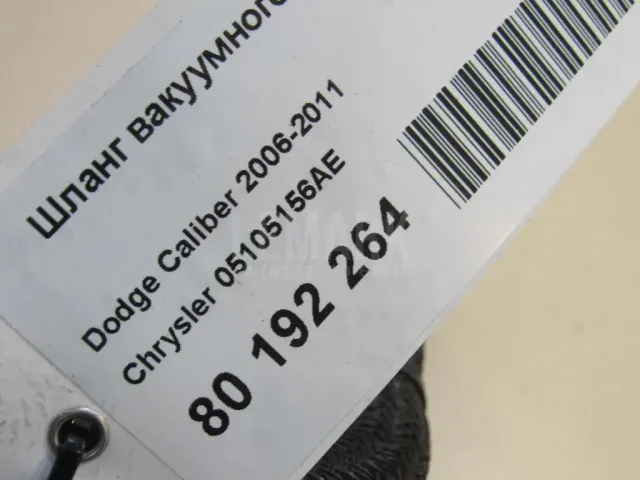 Шланг вакуумного
Dodge Caliber 2006-2011
Chrysler 05105156AE
80 192 264